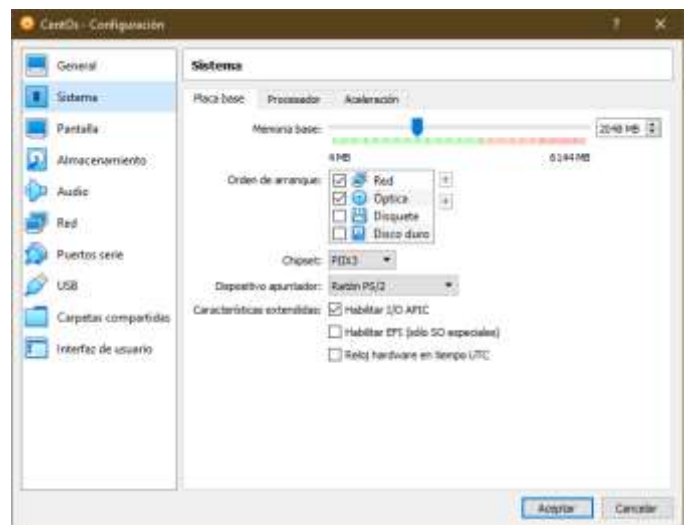 CentOs - Configuración
? ×
General
Sistema
Pantalla
Almacenamiento
Audio
Red
Puertos serie
USB
Carpetas compartidas
Interfaz de usuario
Sistema
Placa base Procesador Aceleración
Memoria base: 2048 MB
4 MB 6144 MB
Orden de arranque: Red
Óptica
Disquete
Disco duro
Chipset: PIIX3
Dispositivo apuntador: Ratón PS/2
Características extendidas: Habilitar I/O APIC
Habilitar EFI (sólo SO especiales)
Reloj hardware en tiempo UTC
Aceptar Cancelar